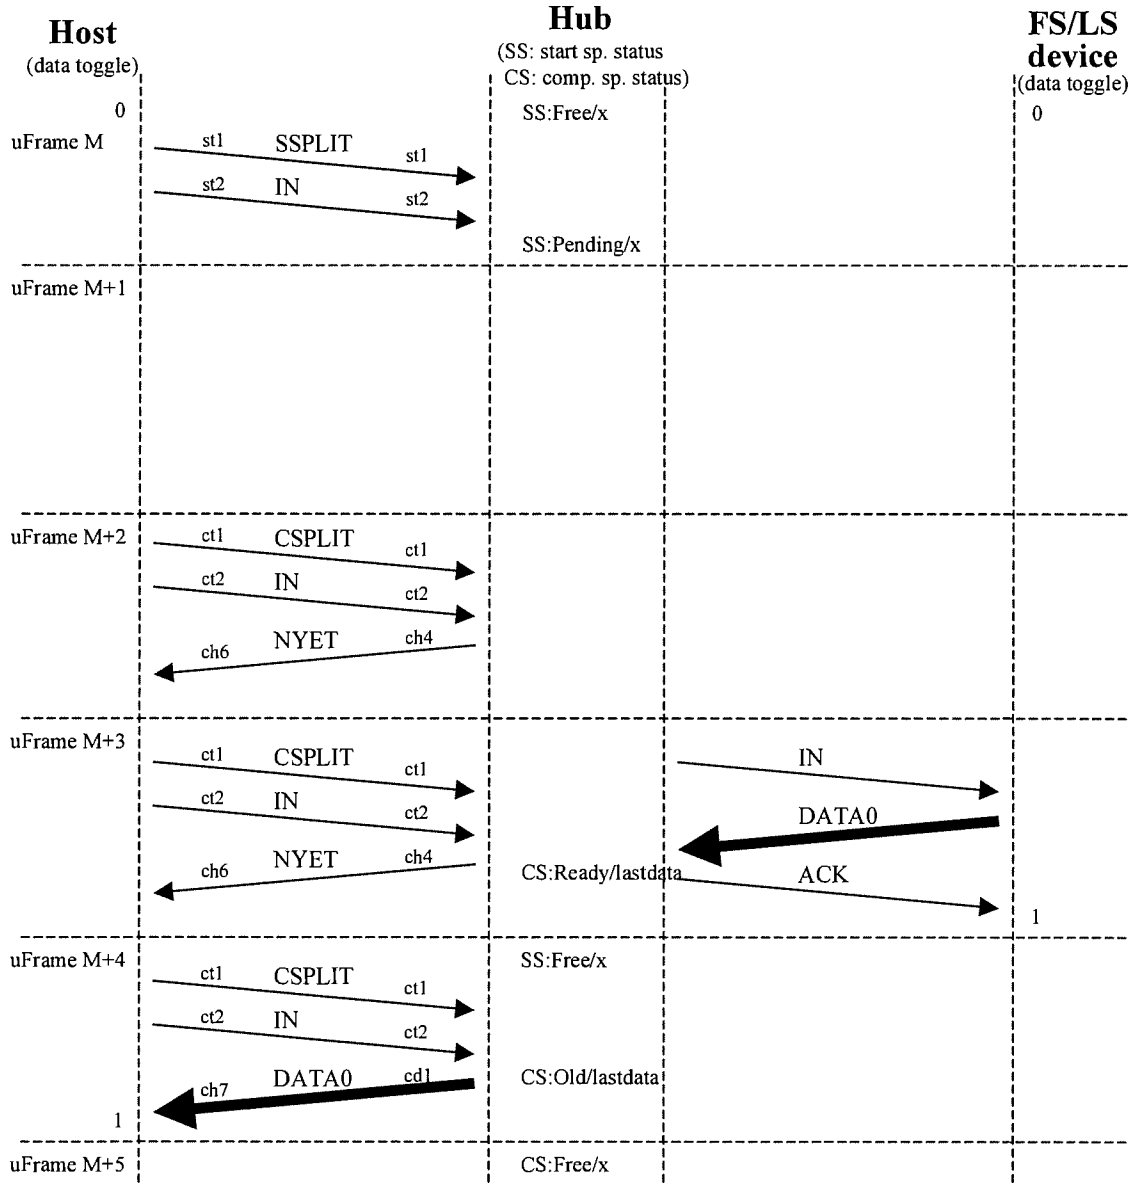 Host
(data toggle)
Hub
(SS: start sp. status
CS: comp. sp. status)
FS/LS
device
(data toggle)
0
SS:Free/x
0
uFrame M
st1 SSPLIT st1
st2 IN st2
SS:Pending/x
uFrame M+1
uFrame M+2
ct1 CSPLIT ct1
ct2 IN ct2
ch6 NYET ch4
uFrame M+3
ct1 CSPLIT ct1
IN
ct2 IN ct2
DATA0
ch6 NYET ch4
CS:Ready/lastdata
ACK
1
uFrame M+4
SS:Free/x
ct1 CSPLIT ct1
ct2 IN ct2
ch7 DATA0 cd1
CS:Old/lastdata
1
uFrame M+5
CS:Free/x